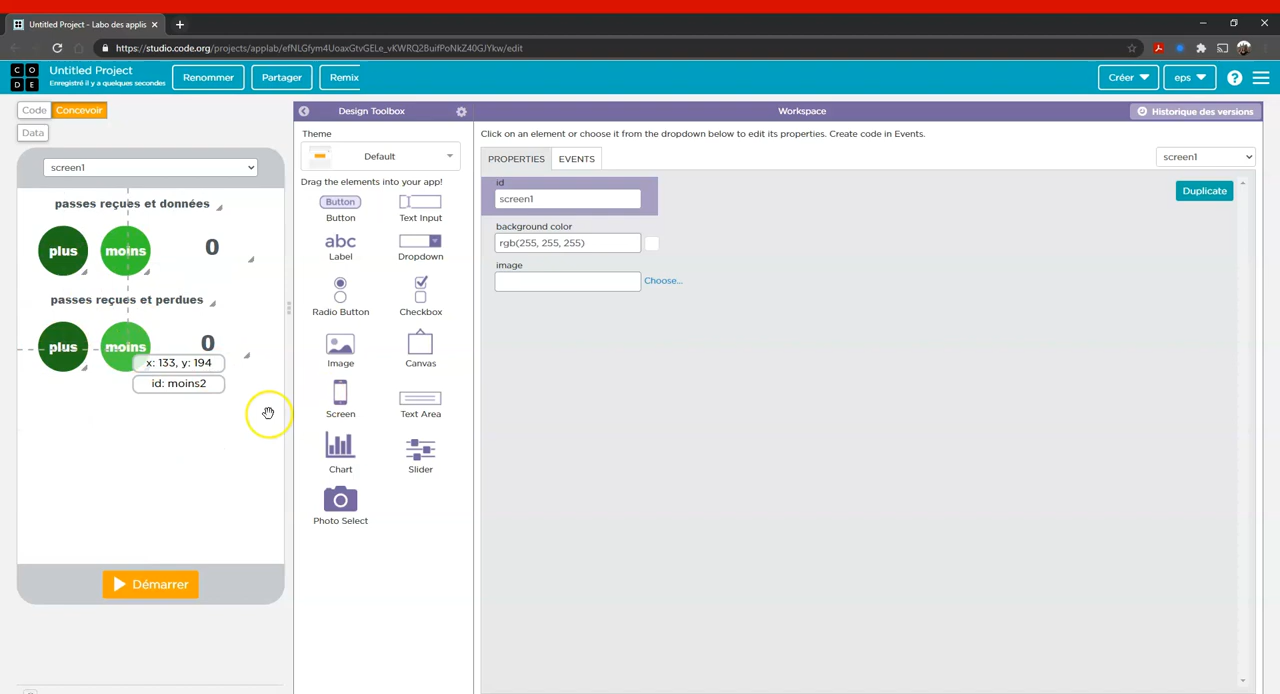 Untitled Project - Labo des applis
https://studio.code.org/projects/applab/efNLGfym4UoaxGtvGELe_vKWRQ2BuifPoNkZ40GJYkw/edit
C O D E
Untitled Project
Enregistré il y a quelques secondes
Renommer
Partager
Remix
Créer
eps
?
Code
Concevoir
Data
Design Toolbox
Workspace
Historique des versions
Theme
Default
Click on an element or choose it from the dropdown below to edit its properties. Create code in Events.
PROPERTIES
EVENTS
screen1
screen1
Drag the elements into your app!
id
screen1
Duplicate
passes reçues et données
plus
moins
0
Button
Button
Text Input
background color
rgb(255, 255, 255)
abc
Label
Dropdown
image
Choose...
passes reçues et perdues
plus
moins
0
x: 133, y: 194
id: moins2
Radio Button
Checkbox
Image
Canvas
Screen
Text Area
Chart
Slider
Photo Select
Démarrer